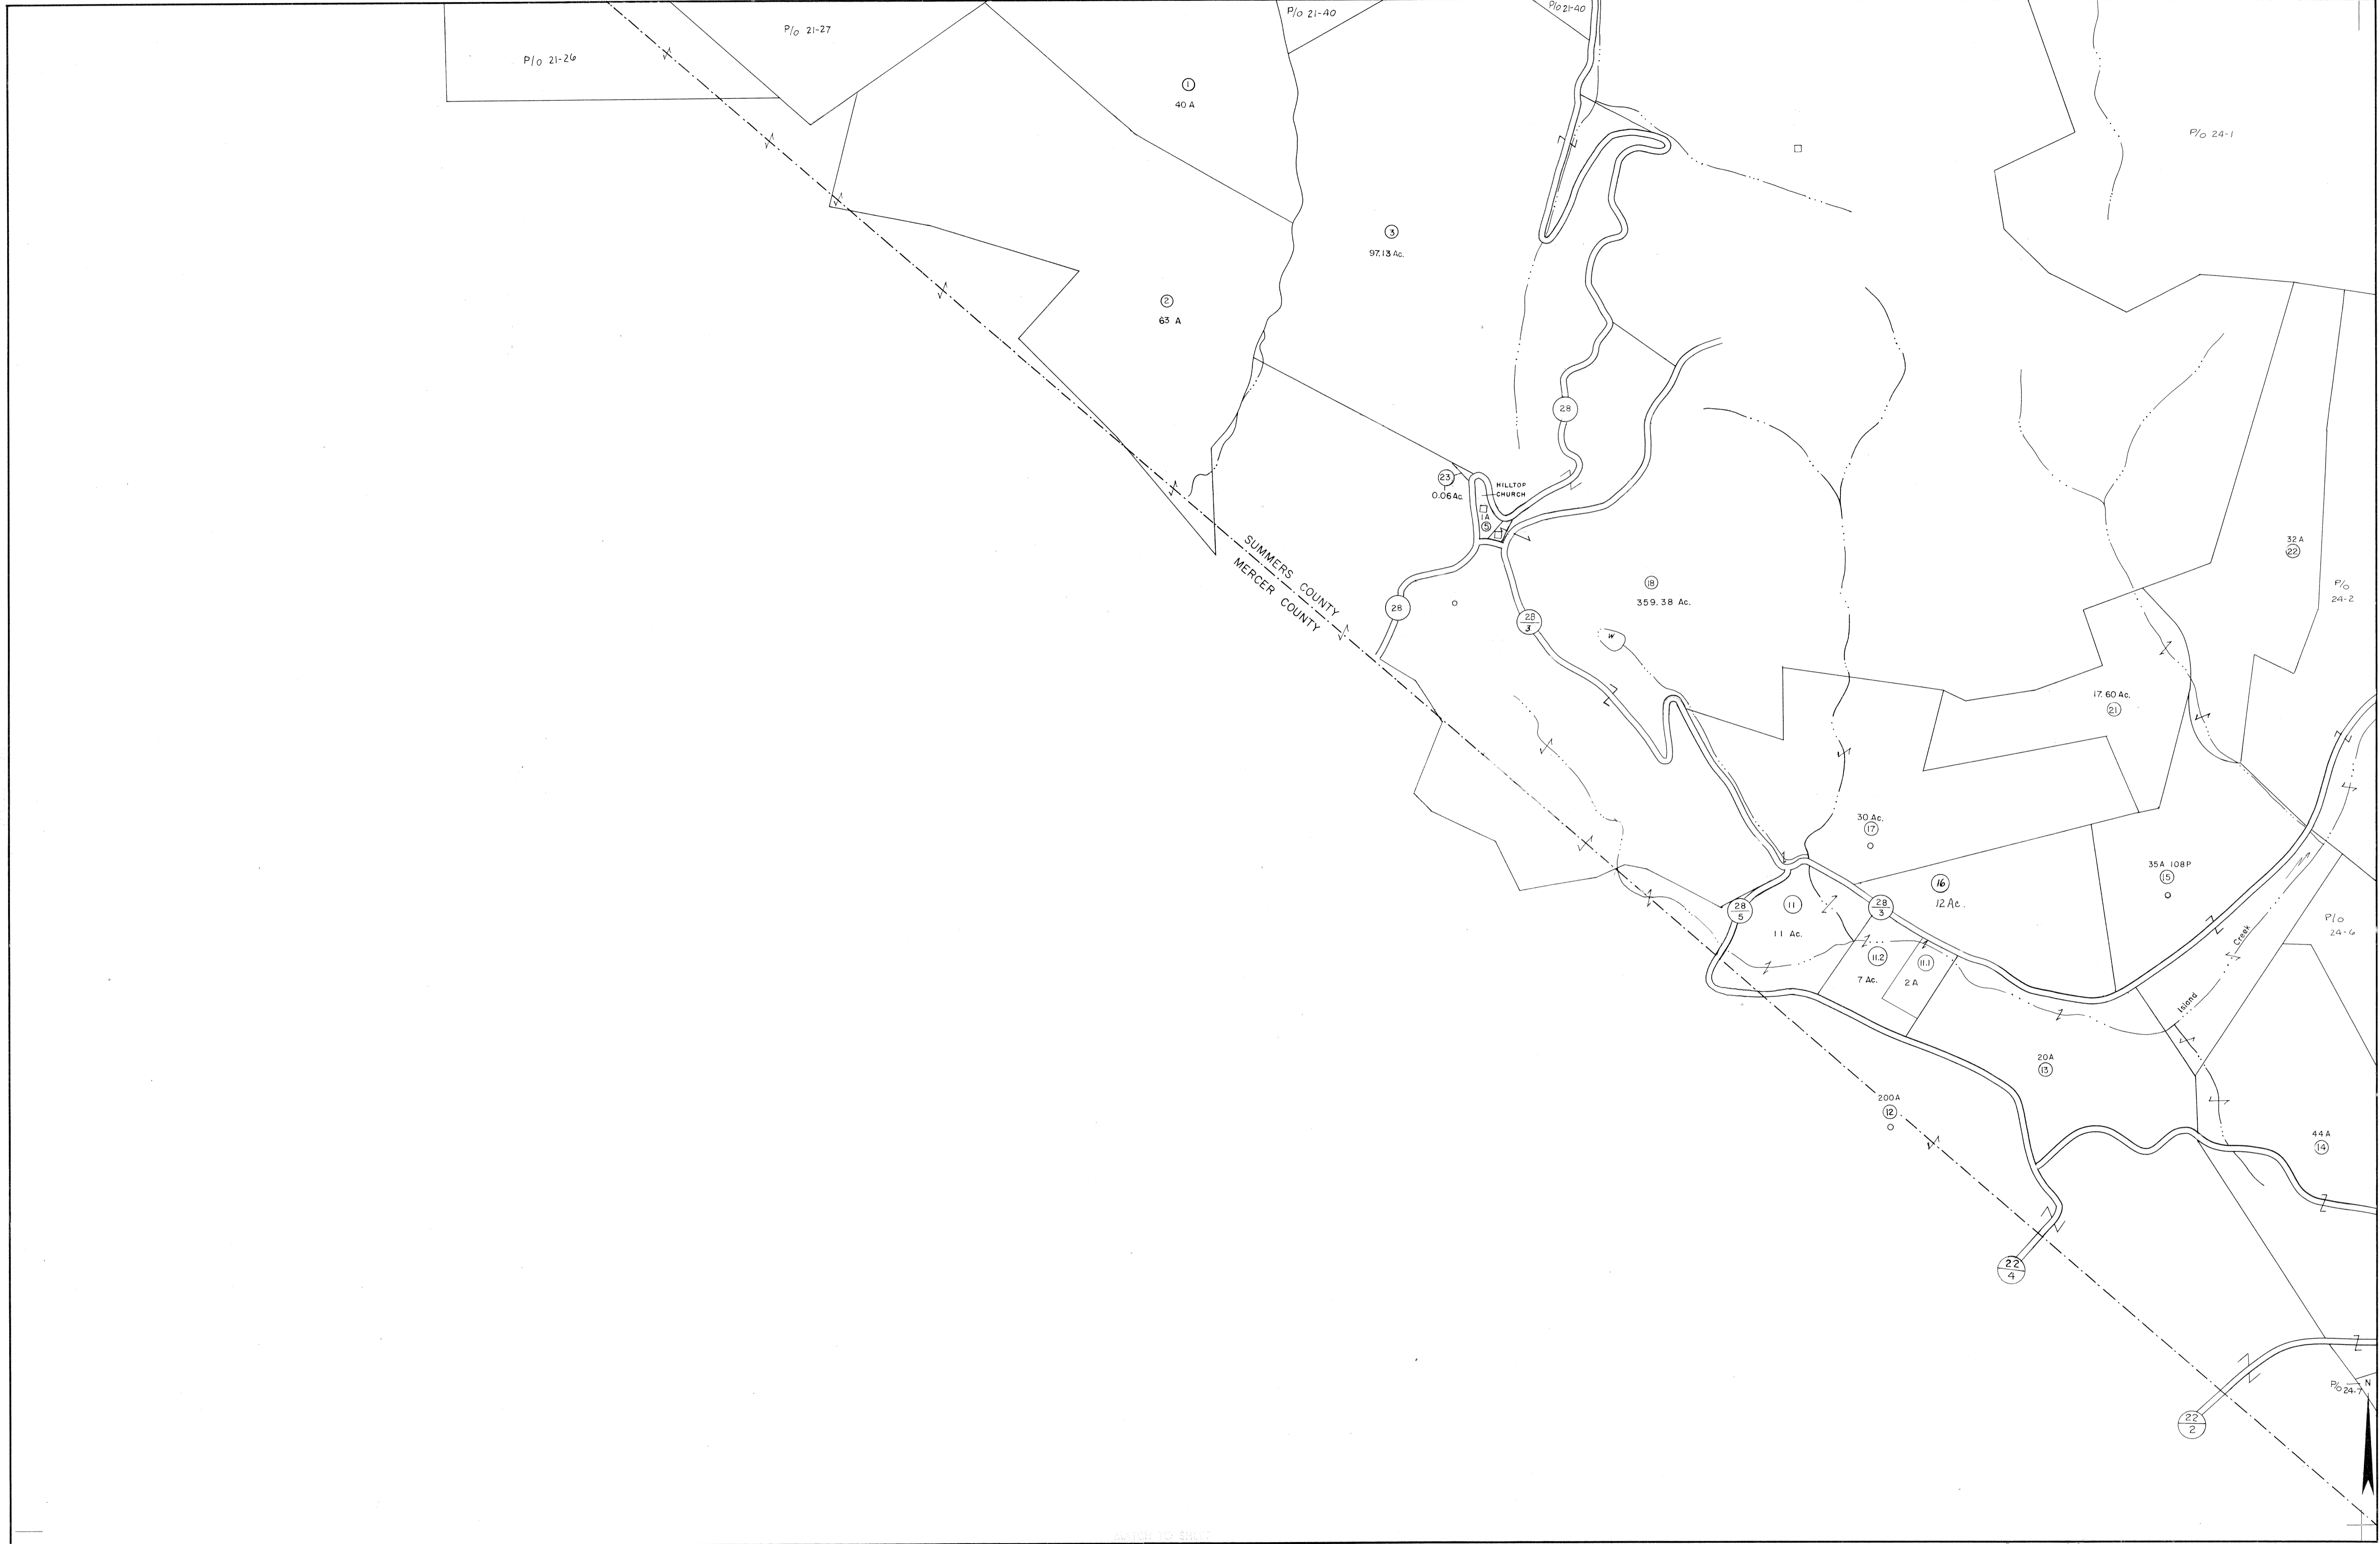 P/o 21-26
P/o 21-27
P/o 21-40
P/o 21-40
P/o 24-1
1
40 A
3
97.13 Ac.
2
63 A
28
23
0.06 Ac.
HILLTOP
CHURCH
1A
5
SUMMERS COUNTY
MERCER COUNTY
28
28
3
18
359.38 Ac.
W
32 A
22
P/o
24-2
17.60 Ac.
21
30 Ac.
17
16
12 Ac.
35A 108P
15
28
5
11
11 Ac.
28
3
11.2
7 Ac.
11.1
2 A
P/o
24-6
Island Creek
20A
13
200A
12
44A
14
22
4
22
2
P/o 24-7
N